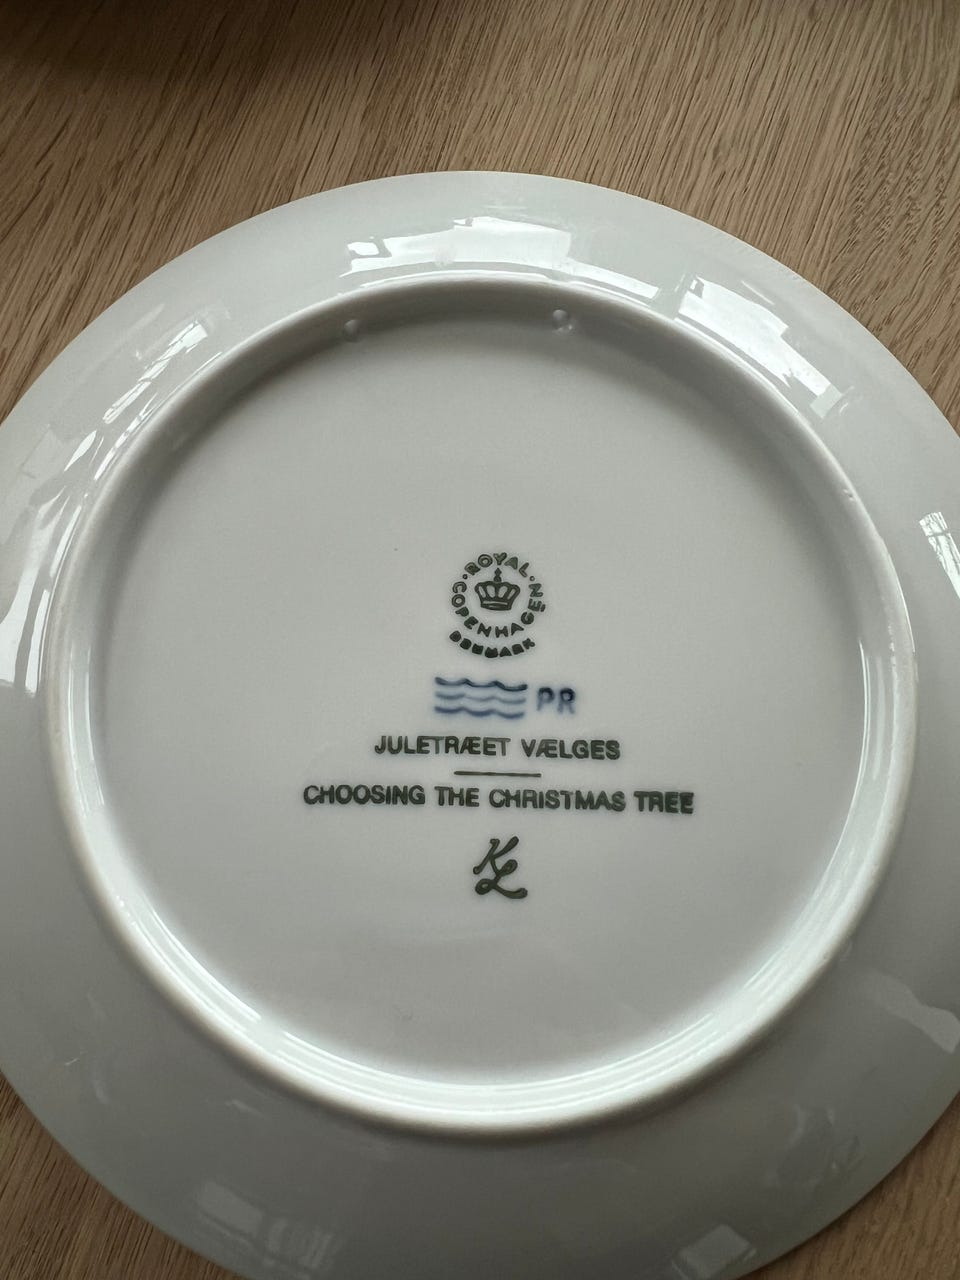 ROYAL
COPENHAGEN
DENMARK
PR
JULETRÆET VÆLGES
CHOOSING THE CHRISTMAS TREE
KL